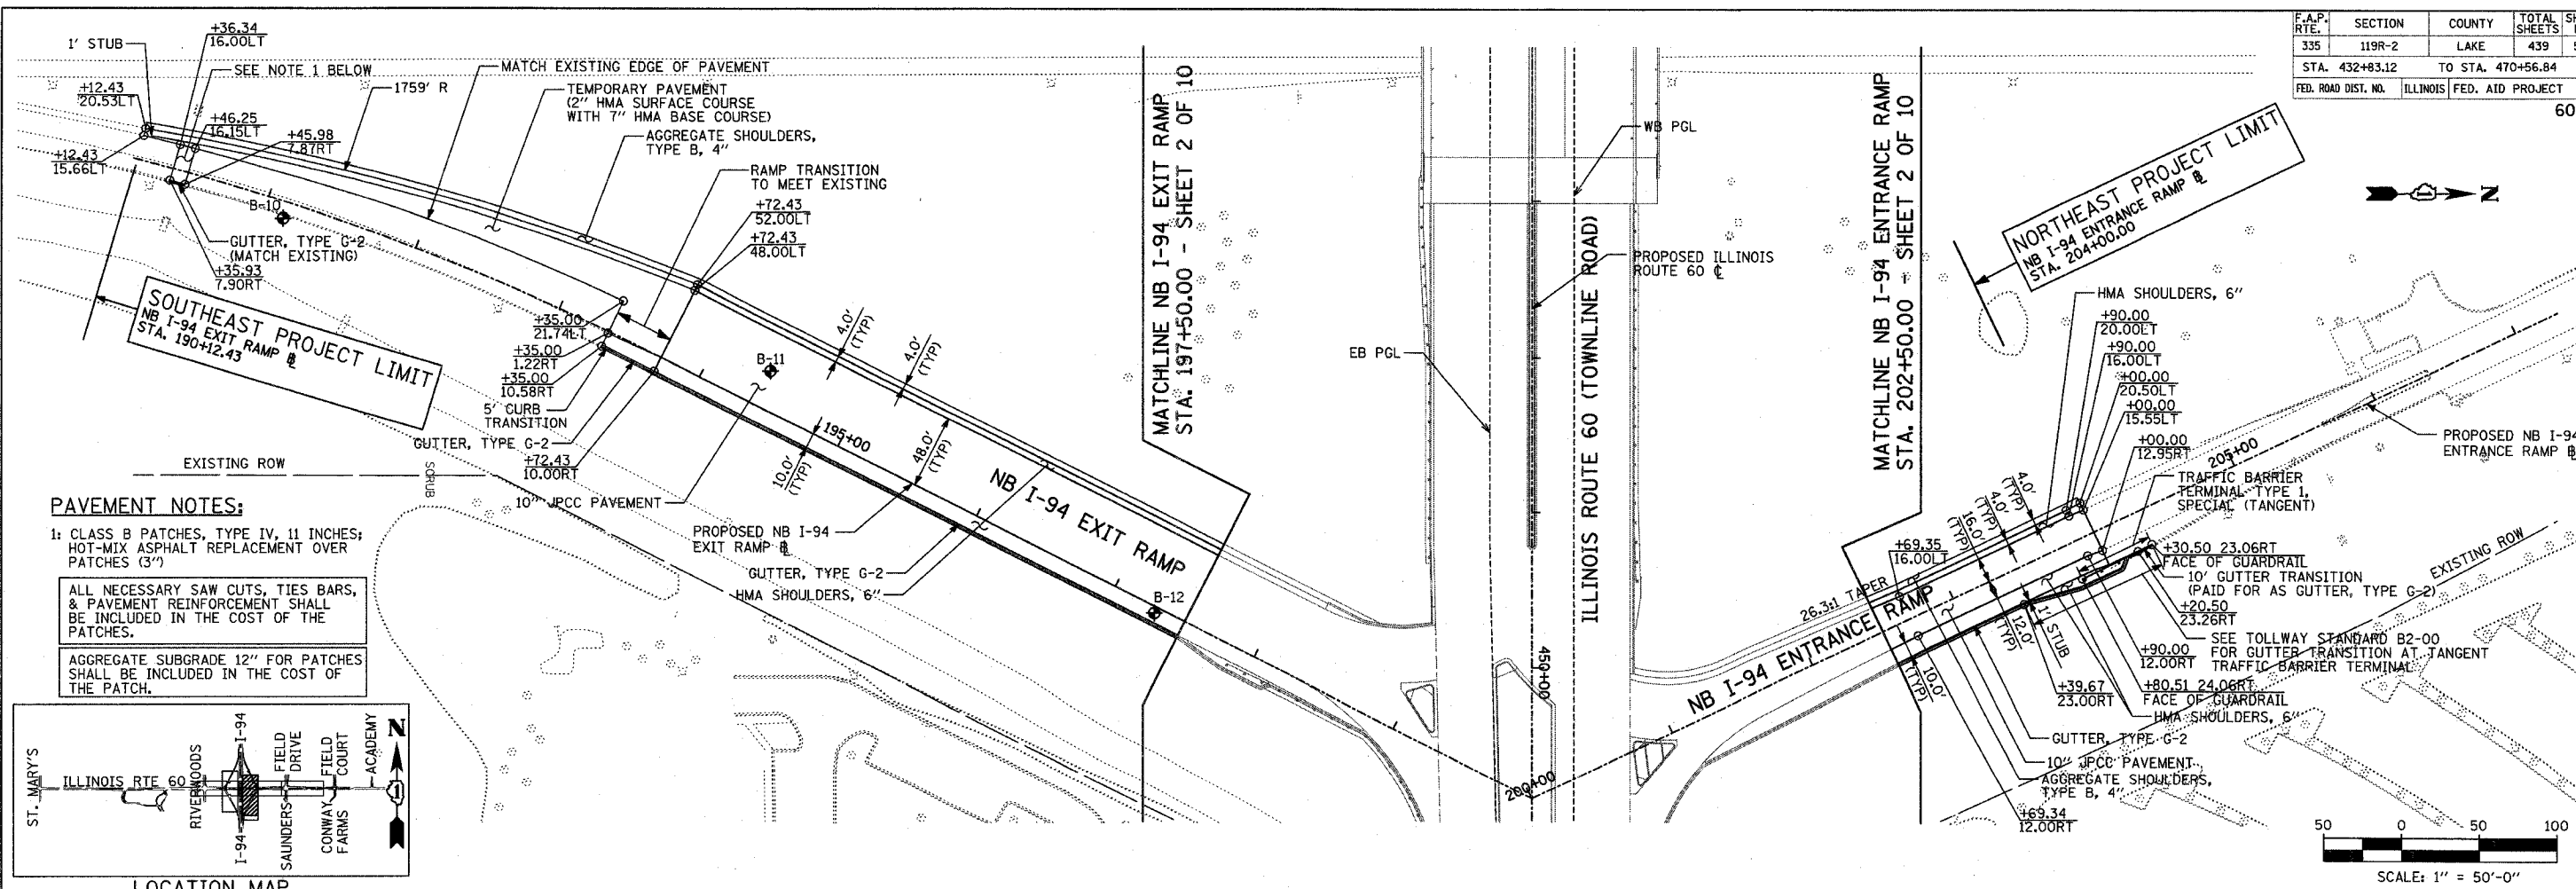 F.A.P. RTE. SECTION COUNTY TOTAL SHEETS
335 119R-2 LAKE 439
STA. 432+83.12 TO STA. 470+56.84
FED. ROAD DIST. NO. ILLINOIS FED. AID PROJECT
60
1' STUB
+36.34
16.00LT
SEE NOTE 1 BELOW
+12.43
20.53LT
+46.25
16.15LT
+45.98
7.87RT
+12.43
15.66LT
1759' R
MATCH EXISTING EDGE OF PAVEMENT
TEMPORARY PAVEMENT
(2" HMA SURFACE COURSE
WITH 7" HMA BASE COURSE)
AGGREGATE SHOULDERS,
TYPE B, 4"
RAMP TRANSITION
TO MEET EXISTING
+72.43
52.00LT
+72.43
48.00LT
B-10
GUTTER, TYPE G-2
(MATCH EXISTING)
+35.93
7.90RT
SOUTHEAST PROJECT LIMIT
NB I-94 EXIT RAMP ℄
STA. 190+12.43
+35.00
21.74LT
+35.00
1.22RT
+35.00
10.58RT
5' CURB
TRANSITION
GUTTER, TYPE G-2
+72.43
10.00RT
10" JPCC PAVEMENT
B-11
4.0'
(TYP)
4.0'
(TYP)
195+00
10.0'
(TYP)
48.0'
(TYP)
NB I-94 EXIT RAMP
PROPOSED NB I-94
EXIT RAMP ℄
GUTTER, TYPE G-2
HMA SHOULDERS, 6"
B-12
EXISTING ROW
SCRUB
MATCHLINE NB I-94 EXIT RAMP
STA. 197+50.00 - SHEET 2 OF 10
WB PGL
PROPOSED ILLINOIS
ROUTE 60 ℄
EB PGL
ILLINOIS ROUTE 60 (TOWNLINE ROAD)
450+00
200+00
MATCHLINE NB I-94 ENTRANCE RAMP
STA. 202+50.00 - SHEET 2 OF 10
NORTHEAST PROJECT LIMIT
NB I-94 ENTRANCE RAMP ℄
STA. 204+00.00
N
HMA SHOULDERS, 6"
+90.00
20.00LT
+90.00
16.00LT
+00.00
20.50LT
+00.00
15.55LT
+00.00
12.95RT
205+00
PROPOSED NB I-94
ENTRANCE RAMP ℄
TRAFFIC BARRIER
TERMINAL TYPE 1,
SPECIAL (TANGENT)
+30.50 23.06RT
FACE OF GUARDRAIL
10' GUTTER TRANSITION
(PAID FOR AS GUTTER, TYPE G-2)
+20.50
23.26RT
SEE TOLLWAY STANDARD B2-00
FOR GUTTER TRANSITION AT TANGENT
TRAFFIC BARRIER TERMINAL
EXISTING ROW
+69.35
16.00LT
26.3:1 TAPER
NB I-94 ENTRANCE RAMP
16.0'
(TYP)
4.0'
(TYP)
4.0'
(TYP)
12.0'
(TYP)
1' STUB
10.0'
(TYP)
+90.00
12.00RT
+39.67
23.00RT
+80.51 24.06RT
FACE OF GUARDRAIL
HMA SHOULDERS, 6"
GUTTER, TYPE G-2
10" JPCC PAVEMENT
AGGREGATE SHOULDERS,
TYPE B, 4"
+69.34
12.00RT
PAVEMENT NOTES:
1: CLASS B PATCHES, TYPE IV, 11 INCHES;
HOT-MIX ASPHALT REPLACEMENT OVER
PATCHES (3")
ALL NECESSARY SAW CUTS, TIES BARS,
& PAVEMENT REINFORCEMENT SHALL
BE INCLUDED IN THE COST OF THE
PATCHES.
AGGREGATE SUBGRADE 12" FOR PATCHES
SHALL BE INCLUDED IN THE COST OF
THE PATCH.
ST. MARY'S
ILLINOIS RTE 60
RIVERWOODS
I-94
I-94
SAUNDERS
FIELD
DRIVE
CONWAY
FARMS
FIELD
COURT
ACADEMY
N
LOCATION MAP
50 0 50 100
SCALE: 1" = 50'-0"